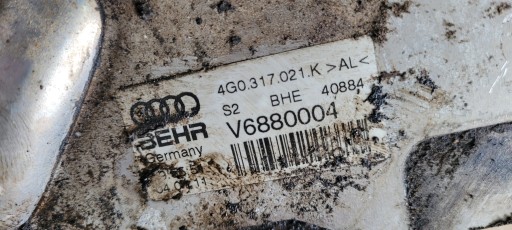 4G0.317.021.K >AL<
S2 BHE 40884
BEHR V6880004
Germany